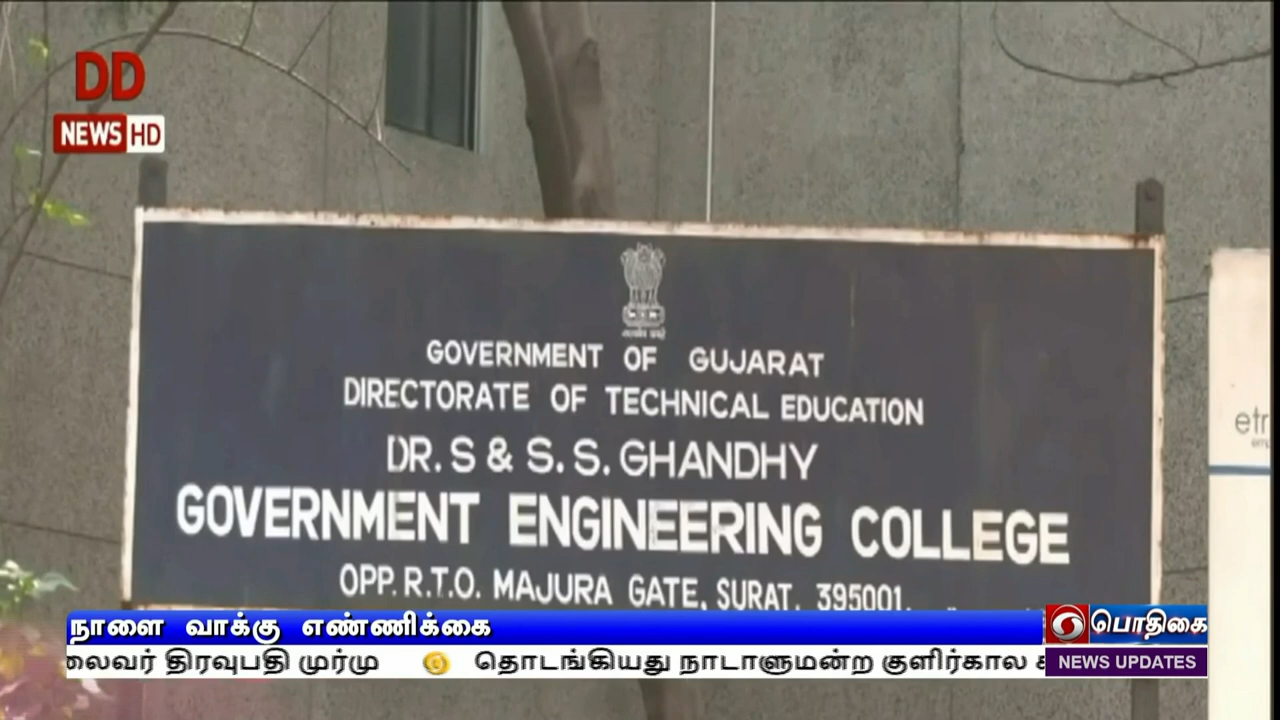 DD
NEWS HD
GOVERNMENT OF GUJARAT
DIRECTORATE OF TECHNICAL EDUCATION
DR. S & S. S. GHANDHY
GOVERNMENT ENGINEERING COLLEGE
OPP. R.T.O. MAJURA GATE, SURAT. 395001.
etr
நாளை வாக்கு எண்ணிக்கை
பொதிகை
லைவர் திரவுபதி முர்மு தொடங்கியது நாடாளுமன்ற குளிர்கால
NEWS UPDATES